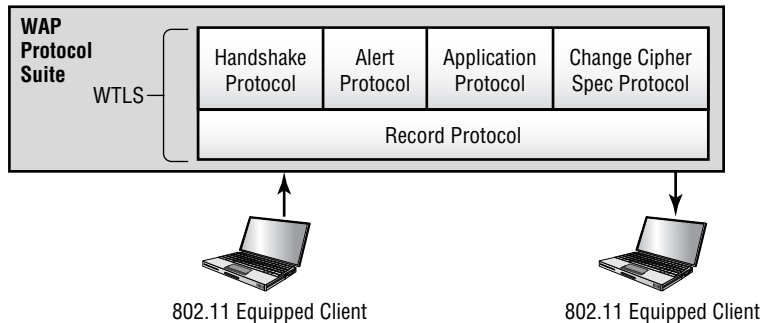 WAP
Protocol
Suite
WTLS
Handshake
Protocol
Alert
Protocol
Application
Protocol
Change Cipher
Spec Protocol
Record Protocol
802.11 Equipped Client
802.11 Equipped Client